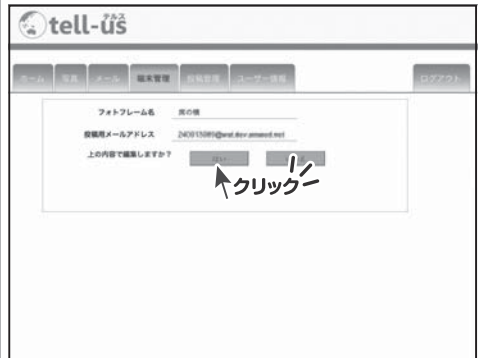 テルス
tell-us
ホーム 写真 メール 端末管理 投稿管理 ユーザー情報 ログアウト
フォトフレーム名
投稿用メールアドレス
上の内容で編集しますか?
はい
クリック